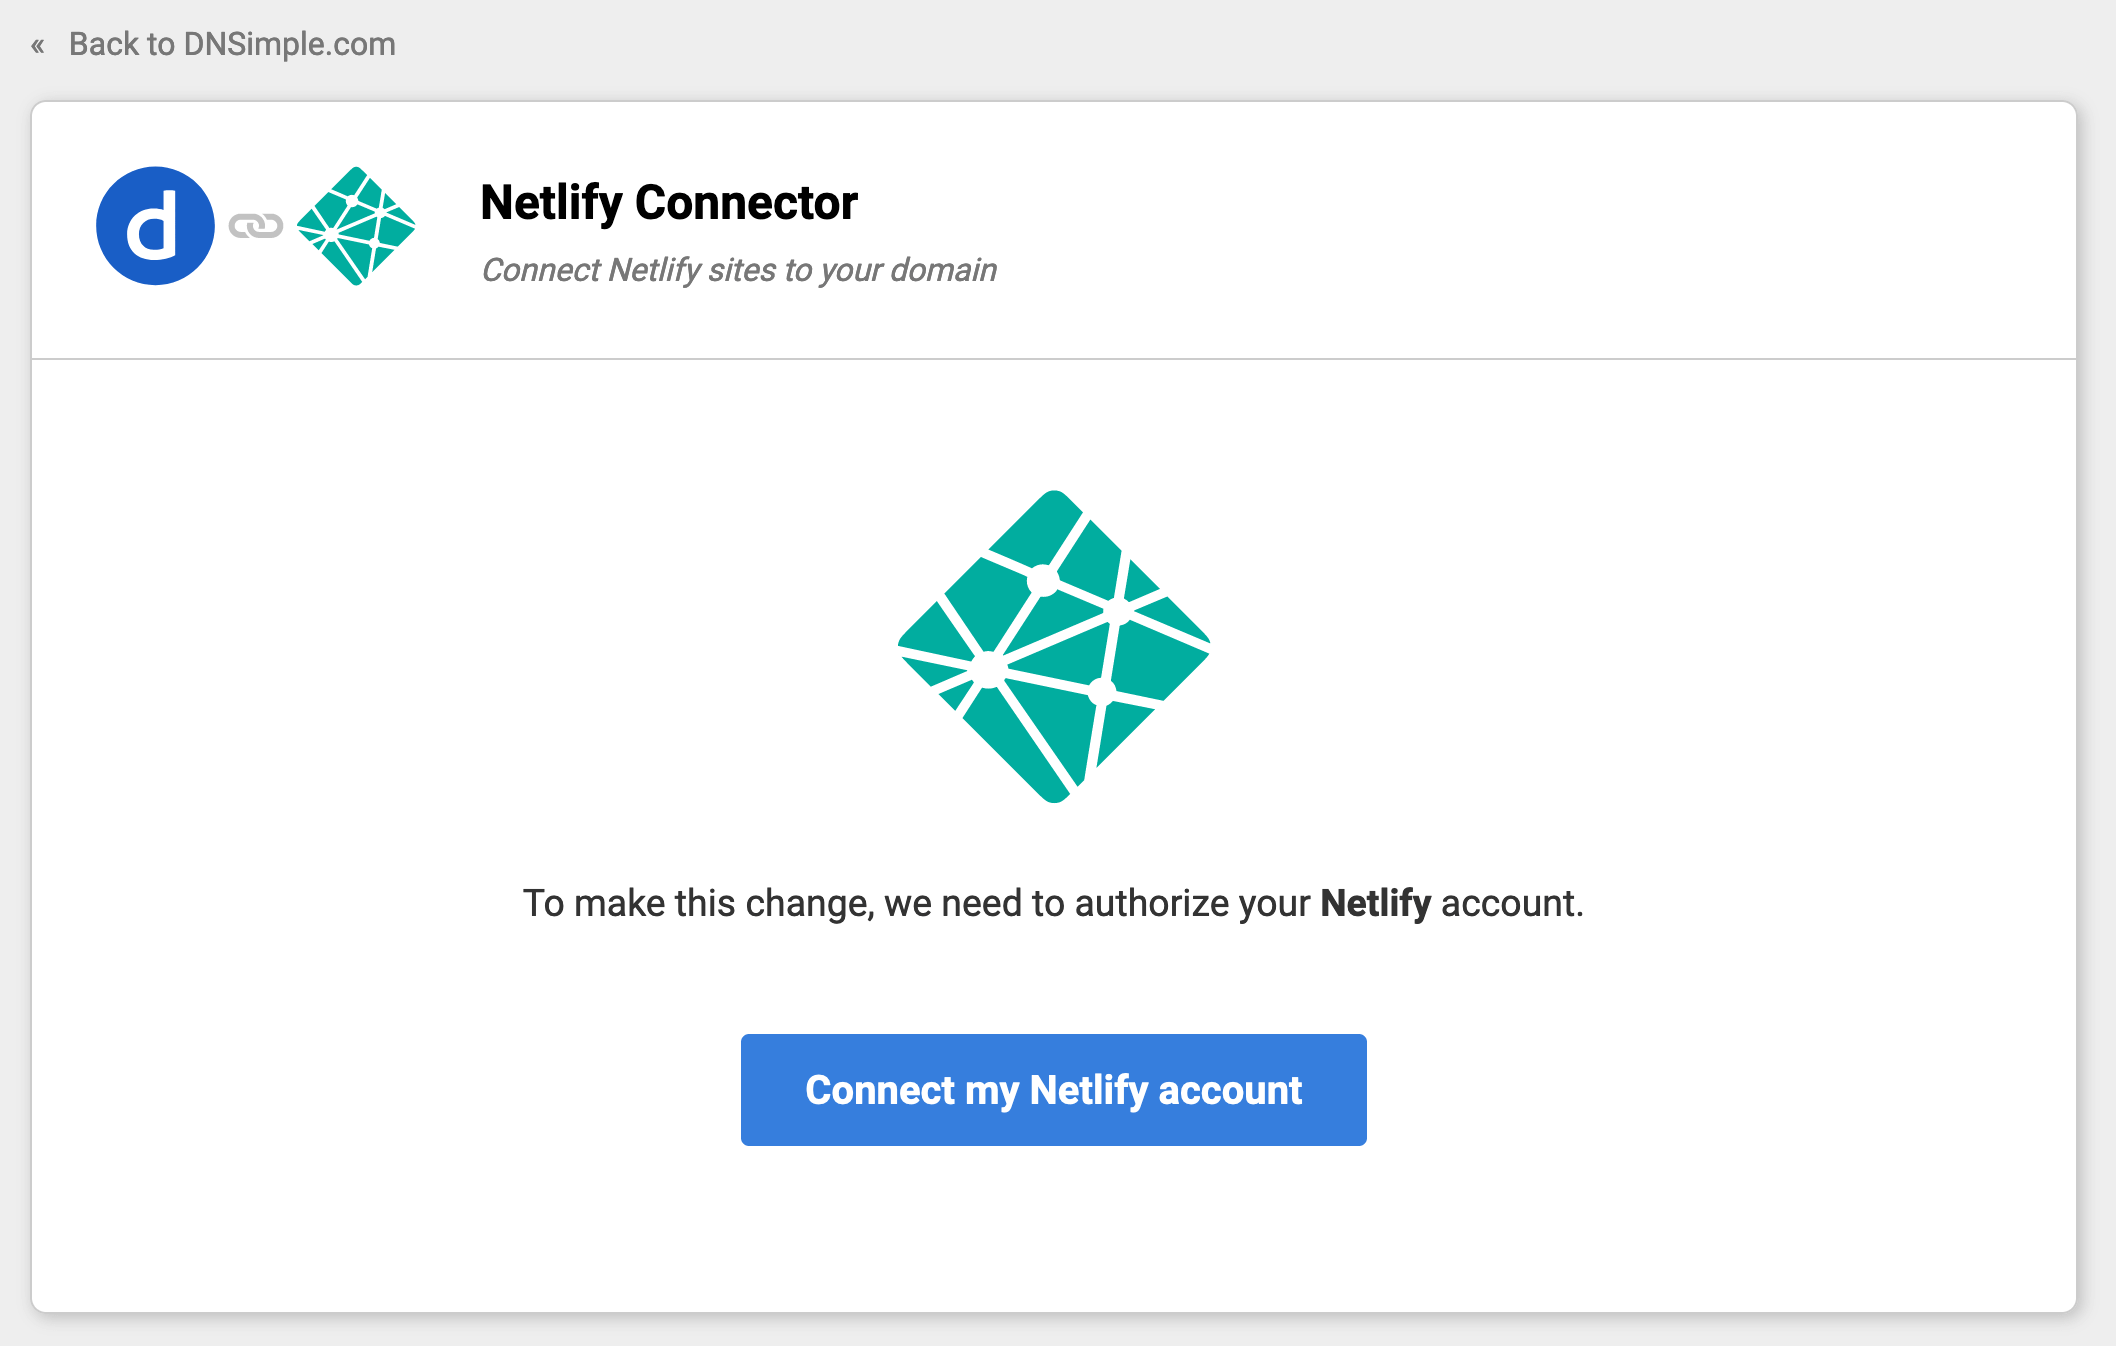 « Back to DNSimple.com
d
Netlify Connector
Connect Netlify sites to your domain
To make this change, we need to authorize your Netlify account.
Connect my Netlify account